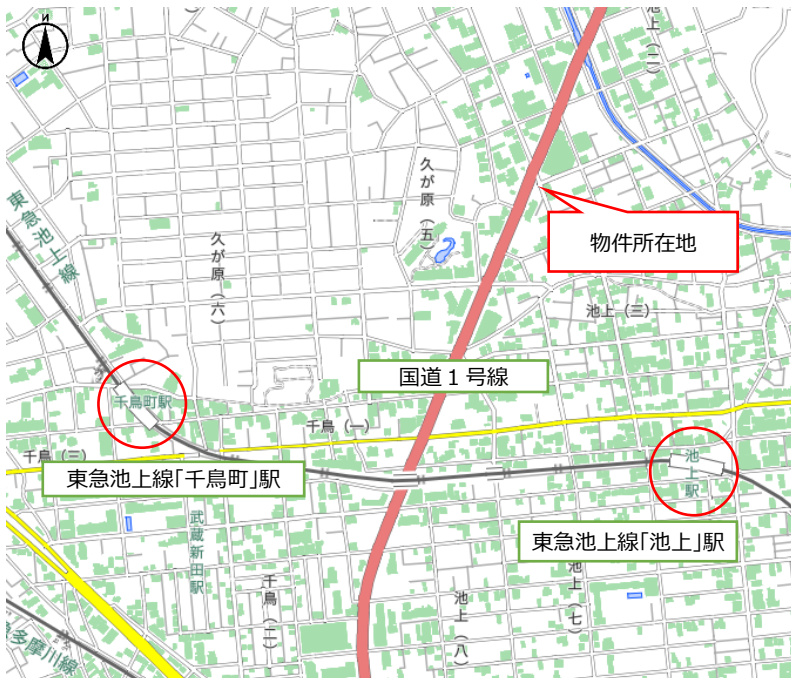 N
池上(二)
東急池上線
久が原(五)
久が原(六)
物件所在地
池上(三)
国道1号線
千鳥町駅
千鳥(一)
千鳥(三)
池上駅
東急池上線「千鳥町」駅
東急池上線「池上」駅
武蔵新田駅
千鳥(二)
池上(七)
池上(八)
多摩川線